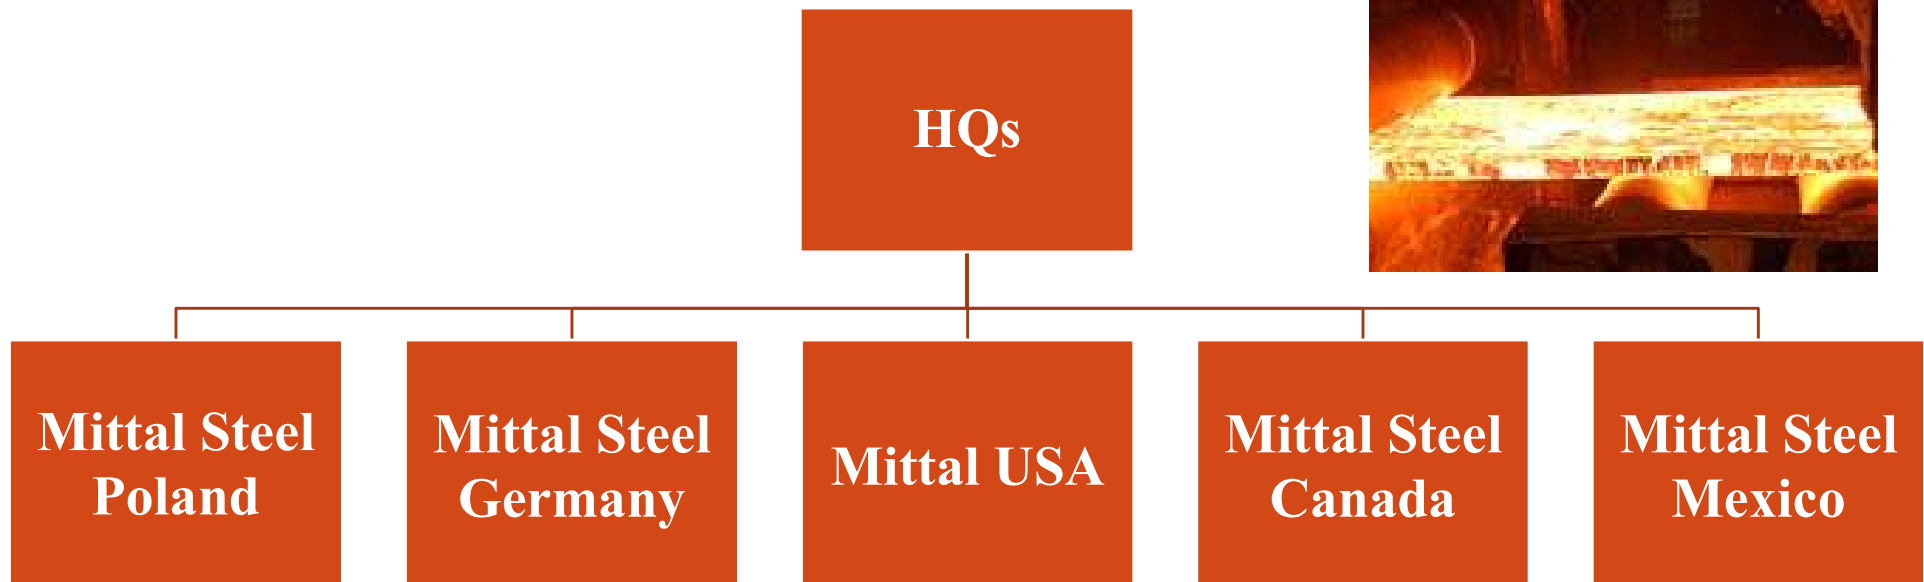 HQs
Mittal Steel
Poland
Mittal Steel
Germany
Mittal USA
Mittal Steel
Canada
Mittal Steel
Mexico